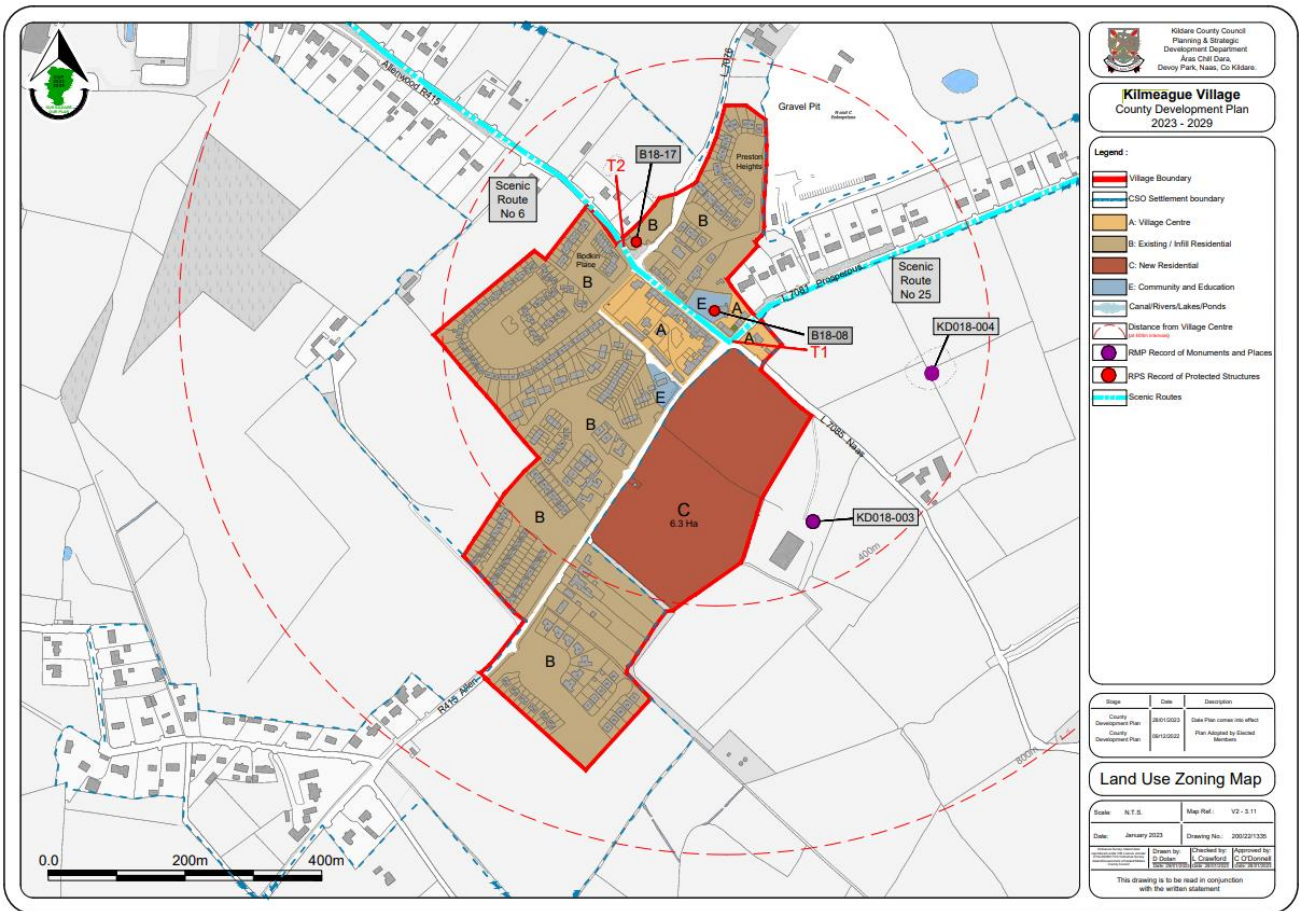 Allenwood R415
L 7076
Gravel Pit
Preston
Heights
B18-17
T2
Scenic
Route
No 6
B
B
Bodkin
Place
B
Scenic
Route
No 25
L 7081 Prosperous
E
A
B18-08
KD018-004
A
A
T1
E
B
L 7085 Naas
C
6.3 Ha
KD018-003
B
400m
B
R415 Allen
800m
0.0
200m
400m
Kildare County Council
Planning & Strategic
Development Department
Áras Chill Dara,
Devoy Park, Naas, Co Kildare.
Kilmeague Village
County Development Plan
2023 - 2029
Legend :
Village Boundary
CSO Settlement boundary
A: Village Centre
B: Existing / Infill Residential
C: New Residential
E: Community and Education
Canal/Rivers/Lakes/Ponds
Distance from Village Centre
RMP Record of Monuments and Places
RPS Record of Protected Structures
Scenic Routes
Stage Date Description
County
Development Plan 28/01/2023 Date Plan comes into effect
County
Development Plan 09/12/2022 Plan Adopted by Elected
Members
Land Use Zoning Map
Scale: N.T.S. Map Ref.: V2 - 3.11
Date: January 2023 Drawing No.: 200/22/1335
Drawn by: Checked by: Approved by:
D Dolan L Crawford C O'Donnell
This drawing is to be read in conjunction
with the written statement